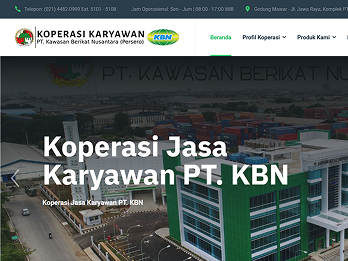 Telepon: (021) 4482-0909 Ext. 5101 - 5108
Jam Operasional: Sen - Jum | 08:00 - 17:00 WIB
Gedung Mawar - Jl. Jawa Raya, Komplek PT
KOPERASI KARYAWAN
PT. Kawasan Berikat Nusantara (Persero)
KBN
Beranda
Profil Koperasi
Produk Kami
PT. KAWASAN BERIKAT NU
Koperasi Jasa
Karyawan PT. KBN
Koperasi Jasa Karyawan PT. KBN